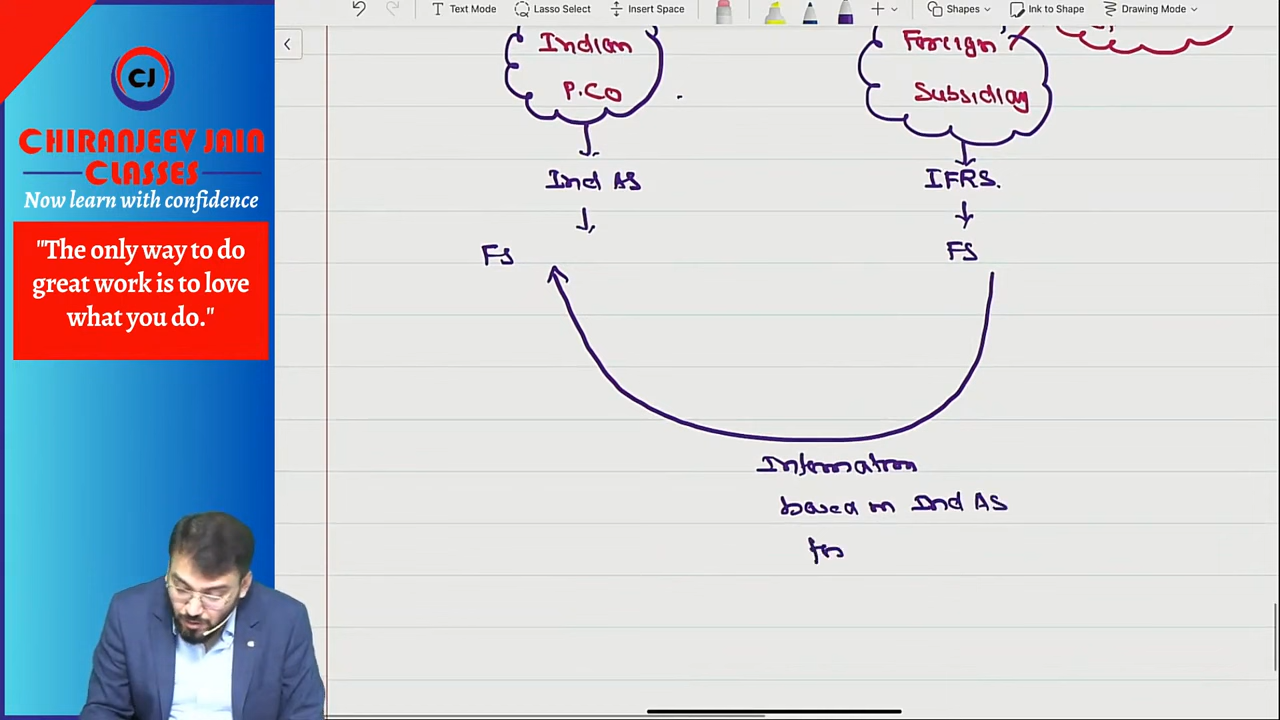 Text Mode
Lasso Select
Insert Space
Shapes
Ink to Shape
Drawing Mode
CJ
CHIRANJEEV JAIN
CLASSES
Now learn with confidence
"The only way to do
great work is to love
what you do."
Indian
P.CO
Foreign
Subsidiay
Ind AS
IFRS.
FS
FS
Information
based on Ind AS
for